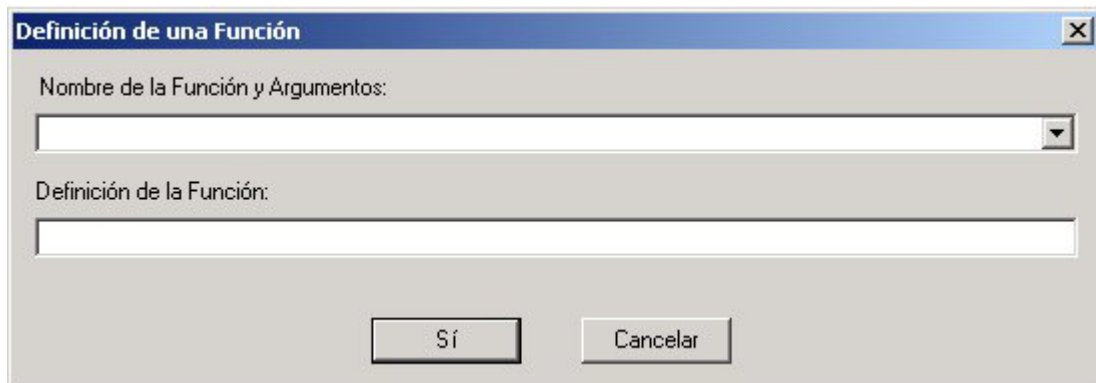 Definición de una Función
Nombre de la Función y Argumentos:
Definición de la Función:
Sí Cancelar